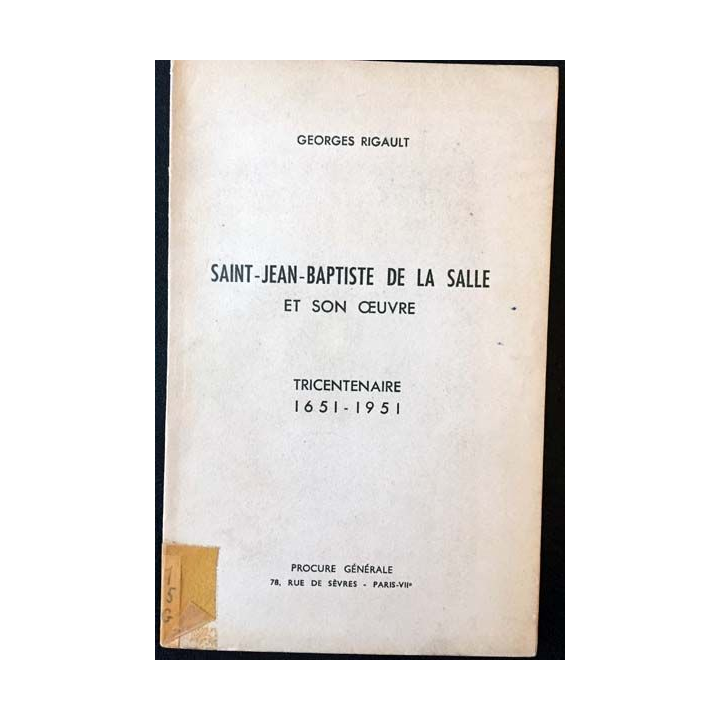 GEORGES RIGAULT
SAINT-JEAN-BAPTISTE DE LA SALLE
ET SON ŒUVRE
TRICENTENAIRE
1651-1951
PROCURE GÉNÉRALE
78, RUE DE SÈVRES - PARIS-VIIe